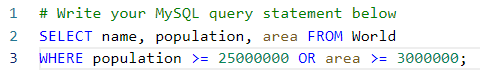 1 # Write your MySQL query statement below
2 SELECT name, population, area FROM World
3 WHERE population >= 25000000 OR area >= 3000000;